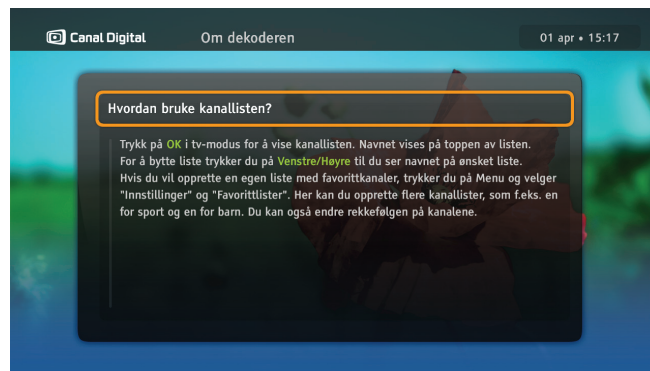 Canal Digital
Om dekoderen
01 apr • 15:17
Hvordan bruke kanallisten?
Trykk på OK i tv-modus for å vise kanallisten. Navnet vises på toppen av listen.
For å bytte liste trykker du på Venstre/Høyre til du ser navnet på ønsket liste.
Hvis du vil opprette en egen liste med favorittkanaler, trykker du på Menu og velger
"Innstillinger" og "Favorittlister". Her kan du opprette flere kanallister, som f.eks. en
for sport og en for barn. Du kan også endre rekkefølgen på kanalene.